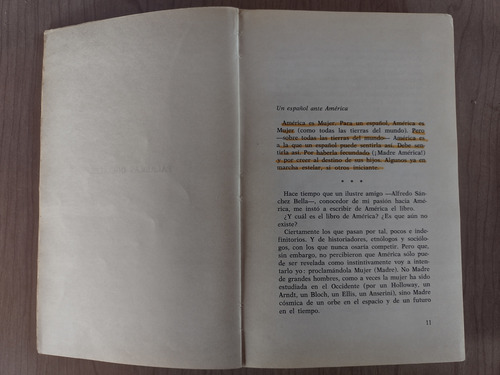 Un español ante América
América es Mujer. Para un español, América es
Mujer (como todas las tierras del mundo). Pero
—sobre todas las tierras del mundo— América es
a la que un español puede sentirla así. Debe sen-
tirla así. Por haberla fecundado (¡Madre América!)
y por creer al destino de sus hijos. Algunos ya en
marcha estelar, si otros iniciante.
* * *
Hace tiempo que un ilustre amigo —Alfredo Sán-
chez Bella—, conocedor de mi pasión hacia Amé-
rica, me instó a escribir de América el libro.
¿Y cuál es el libro de América? ¿Es que aún no
existe?
Ciertamente los que pasan por tal, pocos e inde-
finitorios. Y de historiadores, etnólogos y sociólo-
gos, con los que nunca osaría competir. Pero que,
sin embargo, no percibieron que América sólo pue-
de ser revelada como instintivamente voy a inten-
tarlo yo: proclamándola Mujer (Madre). No Madre
de grandes hombres, como a veces la mujer ha sido
estudiada en el Occidente (por un Holloway, un
Arndt, un Bloch, un Ellis, un Anserini), sino Madre
cósmica de un orbe en el espacio y de un futuro
en el tiempo.
11